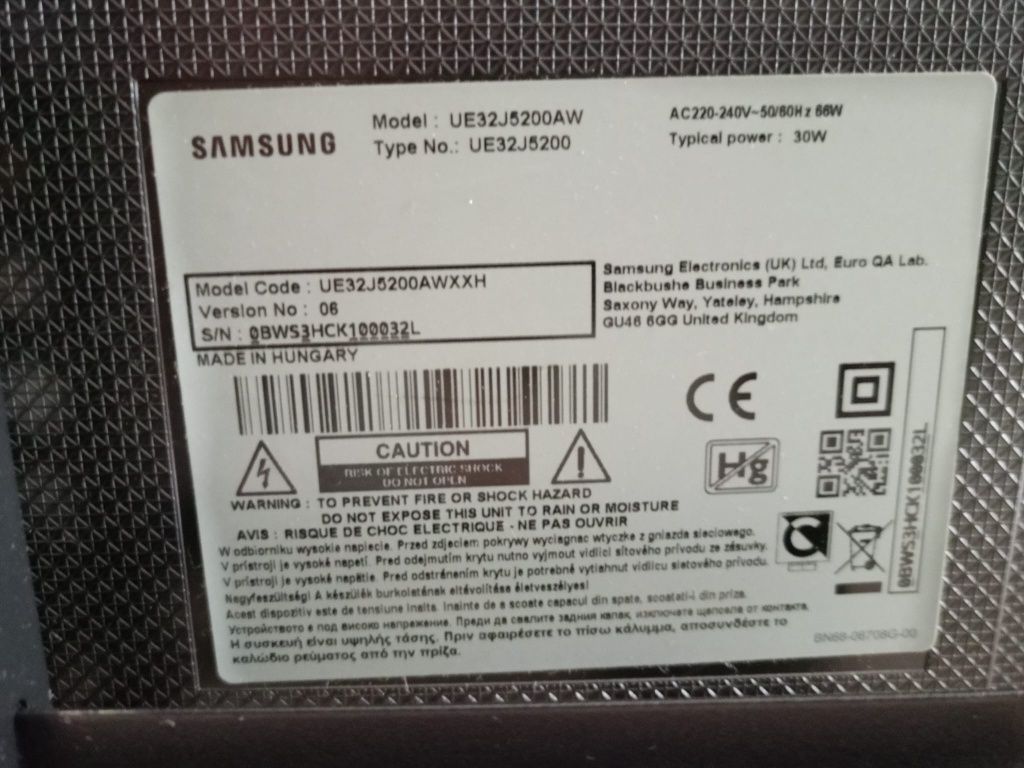 SAMSUNG
Model : UE32J5200AW
Type No.: UE32J5200
AC220-240V~50/60Hz 66W
Typical power : 30W
Model Code : UE32J5200AWXXH
Version No : 06
S/N : 0BWS3HCK100032L
MADE IN HUNGARY
Samsung Electronics (UK) Ltd, Euro QA Lab.
Blackbushe Business Park
Saxony Way, Yateley, Hampshire
GU46 6GG United Kingdom
CE
CAUTION
RISK OF ELECTRIC SHOCK
DO NOT OPEN
Hg
WARNING : TO PREVENT FIRE OR SHOCK HAZARD
DO NOT EXPOSE THIS UNIT TO RAIN OR MOISTURE
AVIS : RISQUE DE CHOC ELECTRIQUE - NE PAS OUVRIR
W odbiorniku wysokie napiecie. Przed zdjeciem pokrywy wyciagnac wtyczke z gniazda sieciowego.
V prístroji je vysoké napetí. Pred odejmutím krytu nutno vyjmout vidlici sítového prívodu ze zásuvky.
V prístroji je vysoké napätie. Pred odstránením krytu je potrebné vytiahnut vidlicu sietového prívodu.
Negyfeszültség! A készülék burkolatának eltávolítása életveszélyes!
Acest dispozitiv este de tensiune inalta. Inainte de a scoate capacul din spate, scoateti-l din priza.
Устройството е под високо напрежение. Преди да свалите задния капак, изключете щепсела от контакта.
Η συσκευή είναι υψηλής τάσης. Πριν αφαιρέσετε το πίσω κάλυμμα, αποσυνδέστε το
καλώδιο ρεύματος από την πρίζα.
0BWS3HCK100032L
BN68-06708G-00